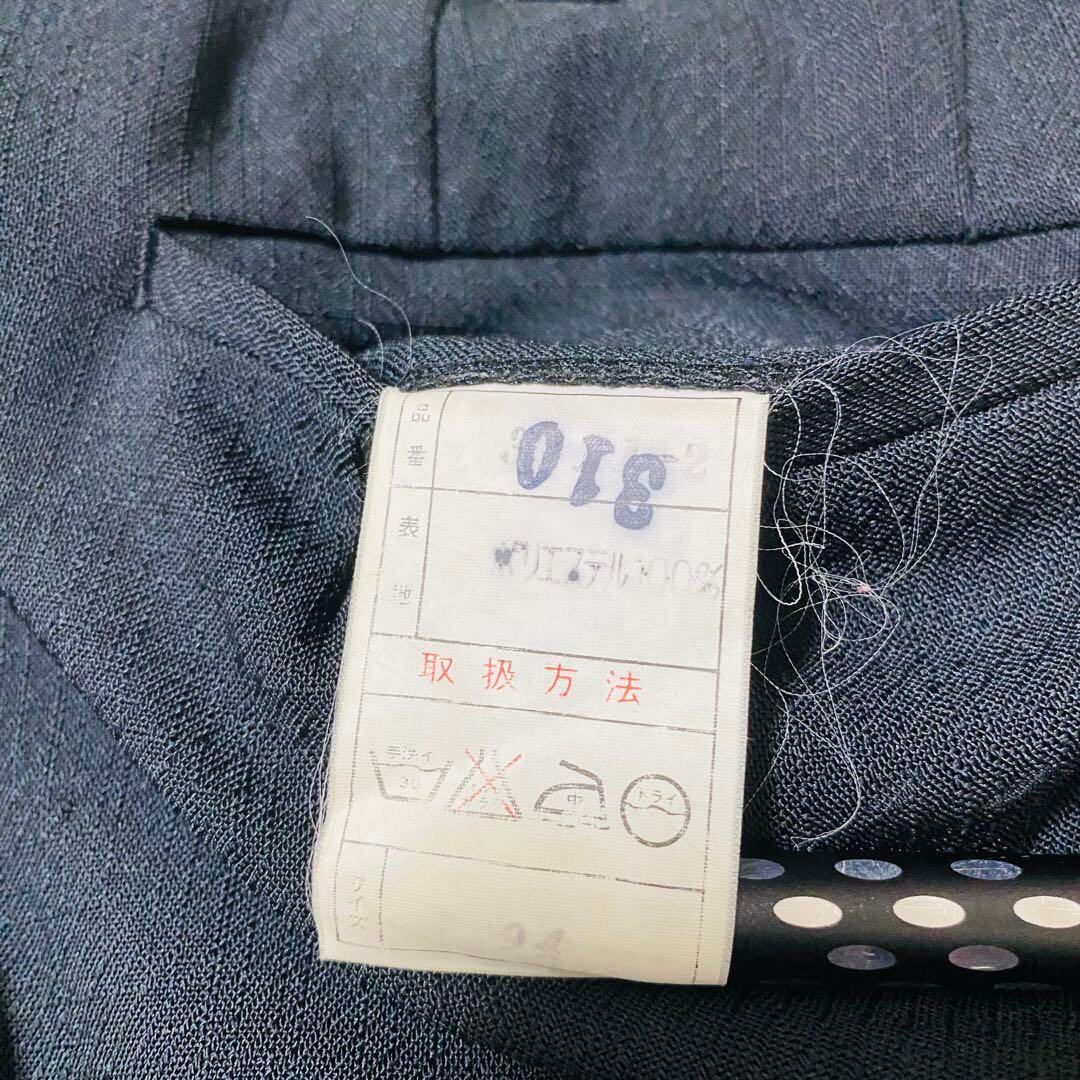 品番
310
表地
ポリエステル100%
取扱方法
手洗イ 30
中
ドライ
サイズ